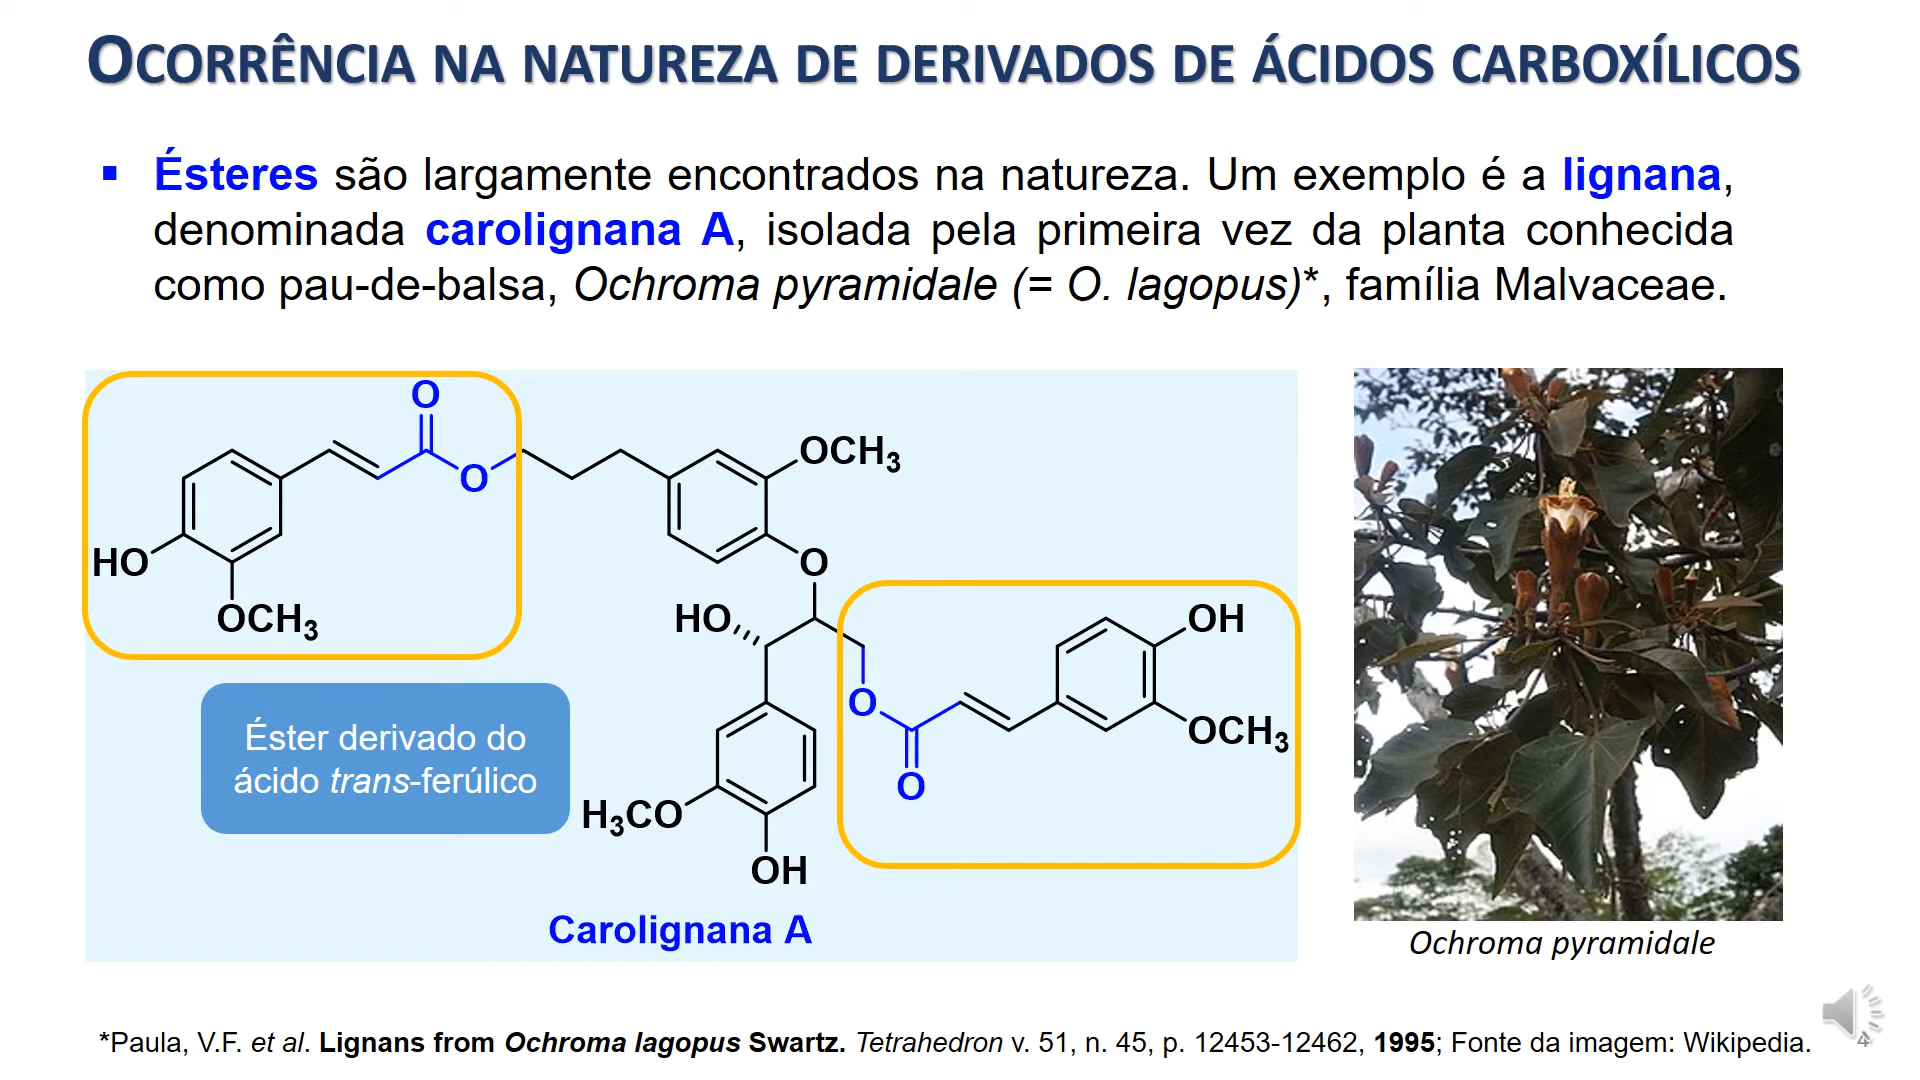 OCORRÊNCIA NA NATUREZA DE DERIVADOS DE ÁCIDOS CARBOXÍLICOS
▪ Ésteres são largamente encontrados na natureza. Um exemplo é a lignana,
denominada carolignana A, isolada pela primeira vez da planta conhecida
como pau-de-balsa, Ochroma pyramidale (= O. lagopus)*, família Malvaceae.
O
O
OCH₃
HO
OCH₃
O
HO
OH
O
OCH₃
O
H₃CO
OH
Éster derivado do
ácido trans-ferúlico
Carolignana A
Ochroma pyramidale
*Paula, V.F. et al. Lignans from Ochroma lagopus Swartz. Tetrahedron v. 51, n. 45, p. 12453-12462, 1995; Fonte da imagem: Wikipedia.
4